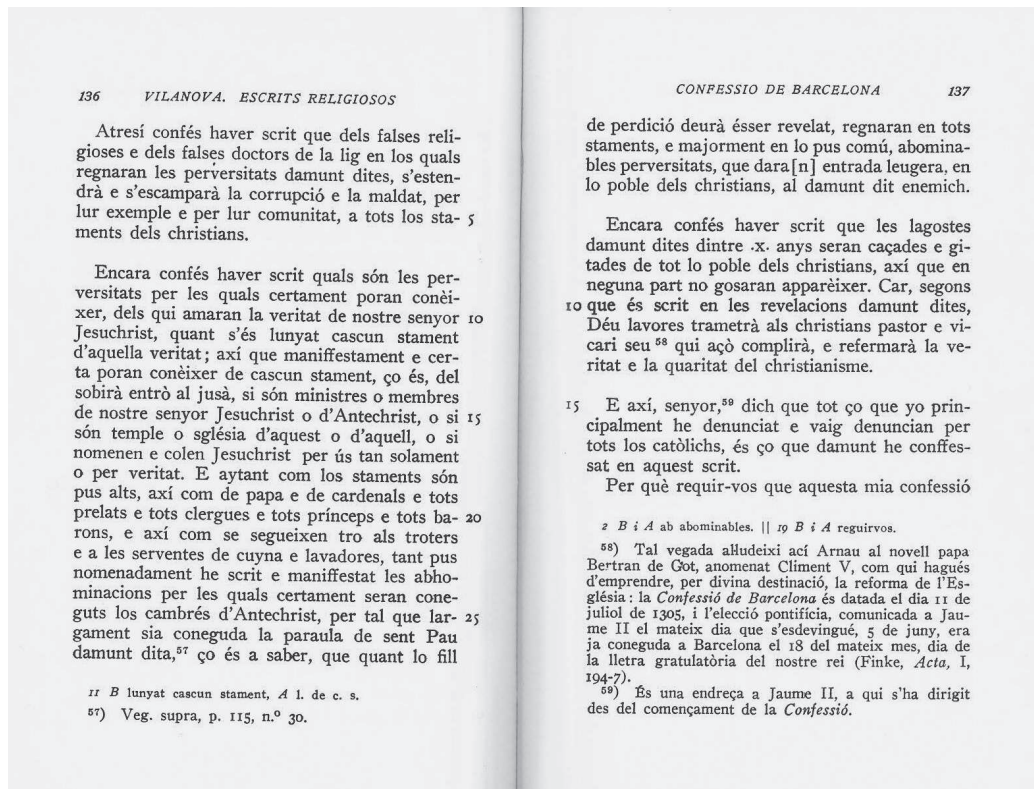 136 VILANOVA. ESCRITS RELIGIOSOS
Atresí confés haver scrit que dels falses reli-
gioses e dels falses doctors de la lig en los quals
regnaran les perversitats damunt dites, s'esten-
drà e s'escamparà la corrupció e la maldat, per
lur exemple e per lur comunitat, a tots los sta- 5
ments dels christians.
Encara confés haver scrit quals són les per-
versitats per les quals certament poran conèi-
xer, dels qui amaran la veritat de nostre senyor 10
Jesuchrist, quant s'és lunyat cascun stament
d'aquella veritat; axí que maniffestament e cer-
ta poran conèixer de cascun stament, ço és, del
sobirà entrò al jusà, si són ministres o membres
de nostre senyor Jesuchrist o d'Antechrist, o si 15
són temple o sglésia d'aquest o d'aquell, o si
nomenen e colen Jesuchrist per ús tan solament
o per veritat. E aytant com los staments són
pus alts, axí com de papa e de cardenals e tots
prelats e tots clergues e tots prínceps e tots ba- 20
rons, e axí com se segueixen tro als troters
e a les serventes de cuyna e lavadores, tant pus
nomenadament he scrit e maniffestat les abho-
minacions per les quals certament seran cone-
guts los cambrés d'Antechrist, per tal que lar- 25
gament sia coneguda la paraula de sent Pau
damunt dita,⁵⁷ ço és a saber, que quant lo fill
11 B lunyat cascun stament, A l. de c. s.
57) Veg. supra, p. 115, n.º 30.
CONFESSIO DE BARCELONA 137
de perdició deurà ésser revelat, regnaran en tots
staments, e majorment en lo pus comú, abomina-
bles perversitats, que dara[n] entrada leugera, en
lo poble dels christians, al damunt dit enemich.
Encara confés haver scrit que les lagostes
damunt dites dintre .x. anys seran caçades e gi-
tades de tot lo poble dels christians, axí que en
neguna part no gosaran apparèixer. Car, segons
10 que és scrit en les revelacions damunt dites,
Déu lavores trametrà als christians pastor e vi-
cari seu ⁵⁸ qui açò complirà, e refermarà la ve-
ritat e la quaritat del christianisme.
15 E axí, senyor,⁵⁹ dich que tot ço que yo prin-
cipalment he denunciat e vaig denuncian per
tots los catòlichs, és ço que damunt he conffes-
sat en aquest scrit.
Per què requir-vos que aquesta mia confessió
2 B i A ab abominables. || 19 B i A reguirvos.
58) Tal vegada aŀludeixi ací Arnau al novell papa
Bertran de Got, anomenat Climent V, com qui hagués
d'emprendre, per divina destinació, la reforma de l'Es-
glésia: la Confessió de Barcelona és datada el dia 11 de
juliol de 1305, i l'elecció pontifícia, comunicada a Jau-
me II el mateix dia que s'esdevingué, 5 de juny, era
ja coneguda a Barcelona el 18 del mateix mes, dia de
la lletra gratulatòria del nostre rei (Finke, Acta, I,
194-7).
59) És una endreça a Jaume II, a qui s'ha dirigit
des del començament de la Confessió.